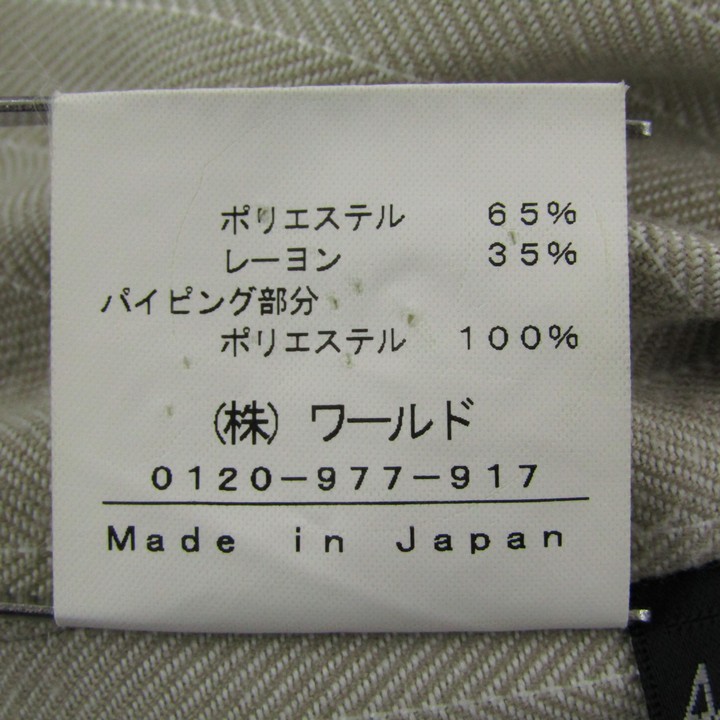 ポリエステル　６５％
レーヨン　３５％
パイピング部分
ポリエステル　１００％
（株）ワールド
０１２０－９７７－９１７
Ｍａｄｅ　ｉｎ　Ｊａｐａｎ